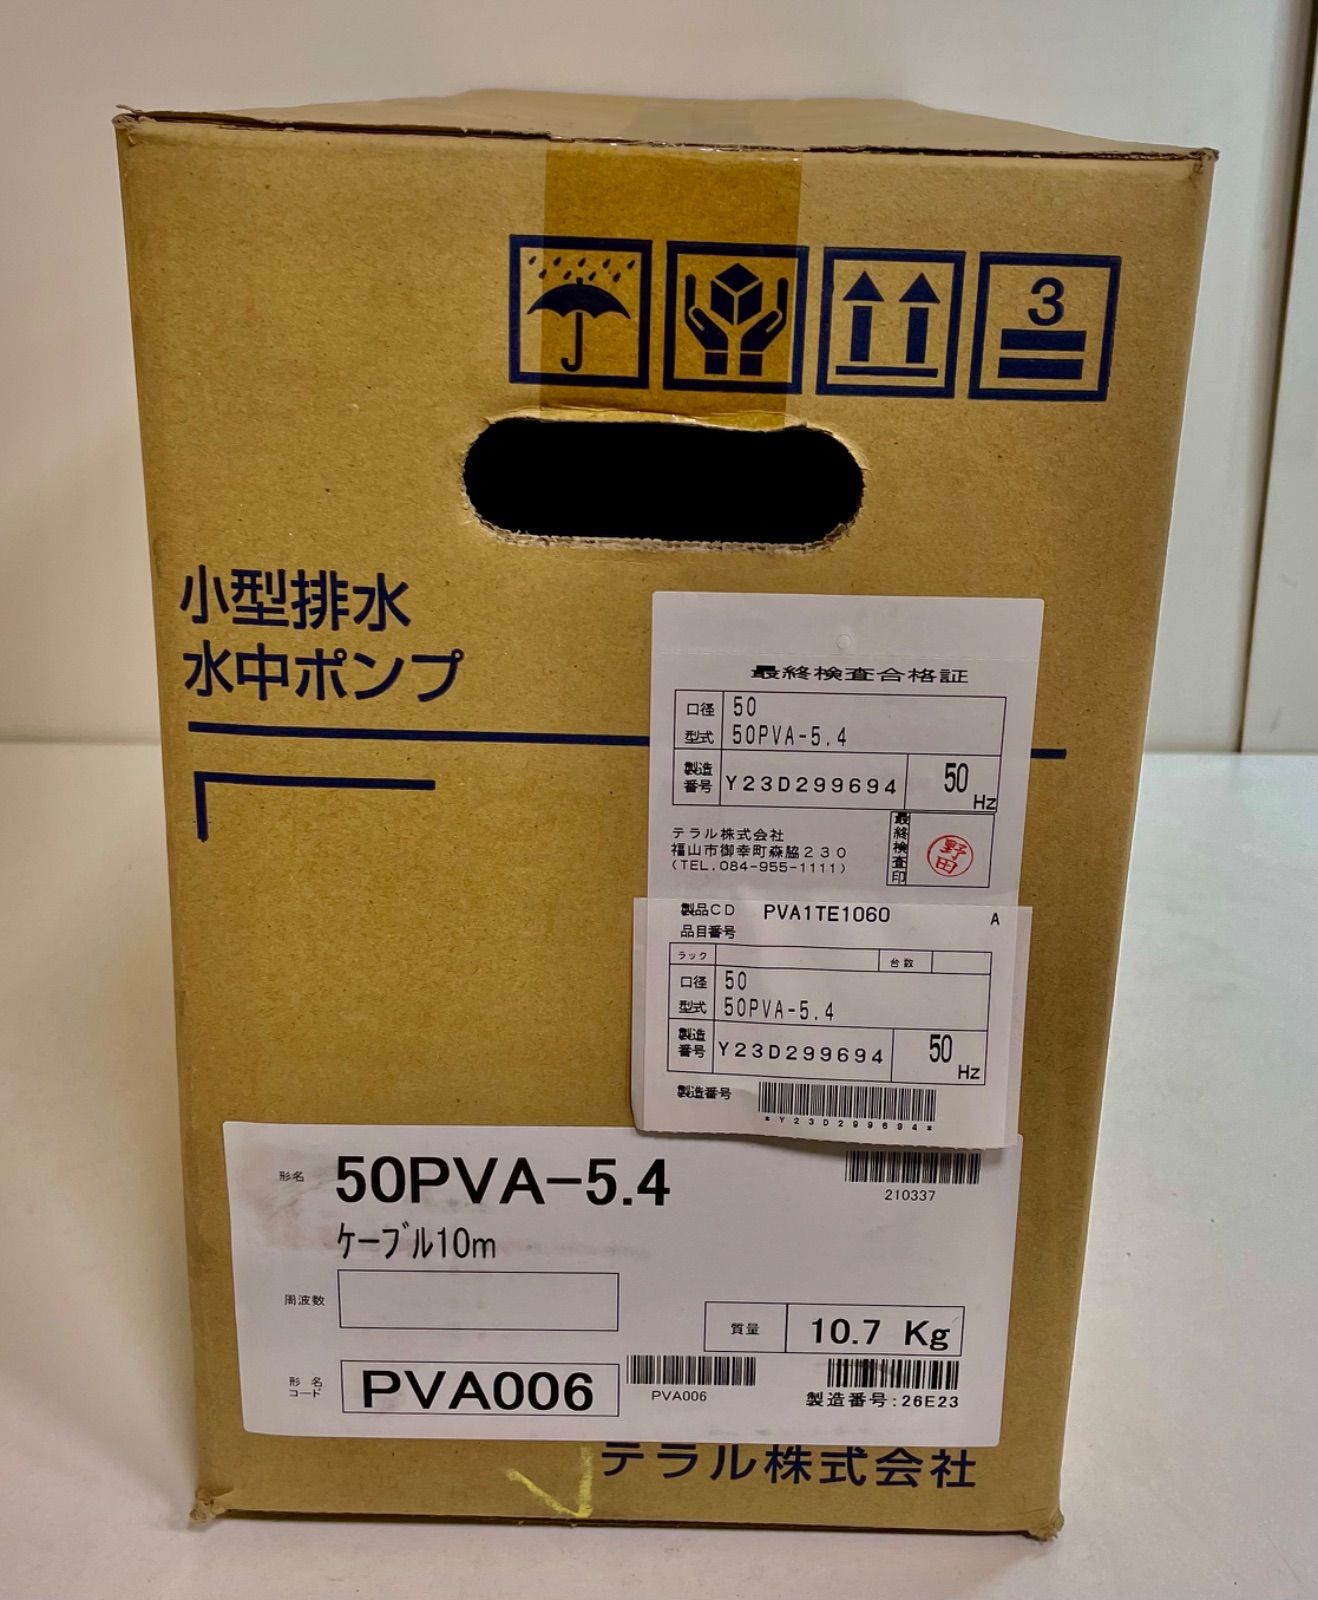 3
小型排水
水中ポンプ
最終検査合格証
口径 50
型式 50PVA-5.4
製造番号 Y23D299694 50Hz
テラル株式会社
福山市御幸町森脇230
(TEL.084-955-1111)
最終検査印 野田
製品CD PVA1TE1060 A
品目番号
ラック 台数
口径 50
型式 50PVA-5.4
製造番号 Y23D299694 50Hz
製造番号
*Y23D299694*
形名 50PVA-5.4
210337
ケーブル10m
周波数
質量 10.7 Kg
形名コード PVA006
PVA006
製造番号:26E23
テラル株式会社